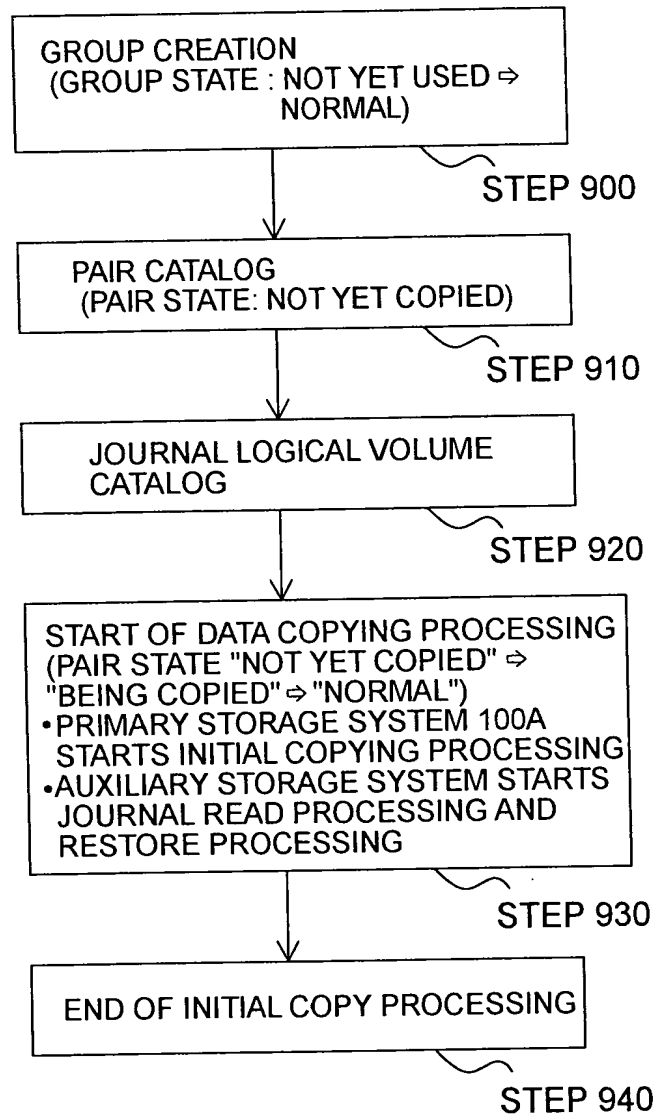 GROUP CREATION
(GROUP STATE : NOT YET USED ⇨
NORMAL)
STEP 900
PAIR CATALOG
(PAIR STATE: NOT YET COPIED)
STEP 910
JOURNAL LOGICAL VOLUME
CATALOG
STEP 920
START OF DATA COPYING PROCESSING
(PAIR STATE "NOT YET COPIED" ⇨
"BEING COPIED" ⇨ "NORMAL")
•PRIMARY STORAGE SYSTEM 100A
STARTS INITIAL COPYING PROCESSING
•AUXILIARY STORAGE SYSTEM STARTS
JOURNAL READ PROCESSING AND
RESTORE PROCESSING
STEP 930
END OF INITIAL COPY PROCESSING
STEP 940